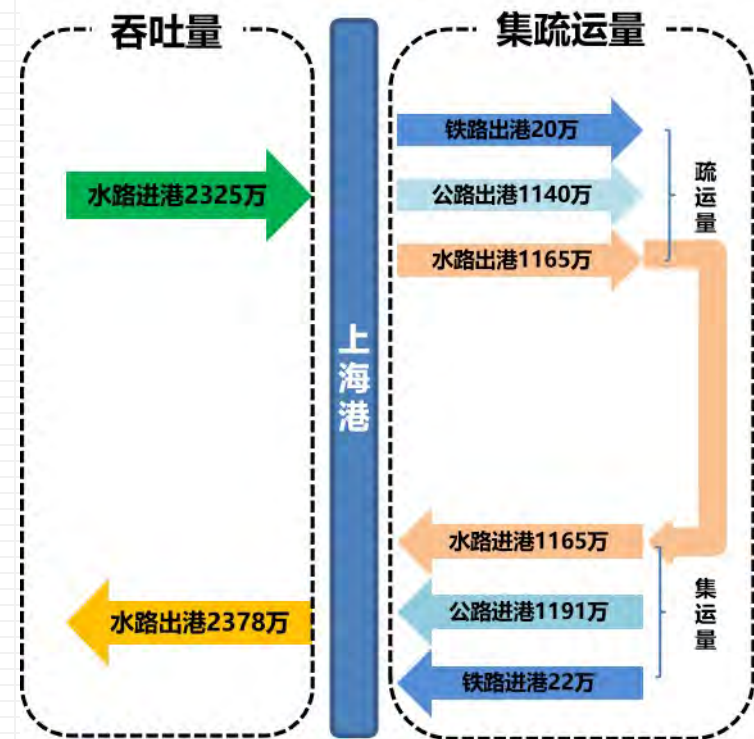 吞吐量
集疏运量
铁路出港20万
水路进港2325万
公路出港1140万
水路出港1165万
疏运量
上海港
水路进港1165万
公路进港1191万
铁路进港22万
集运量
水路出港2378万